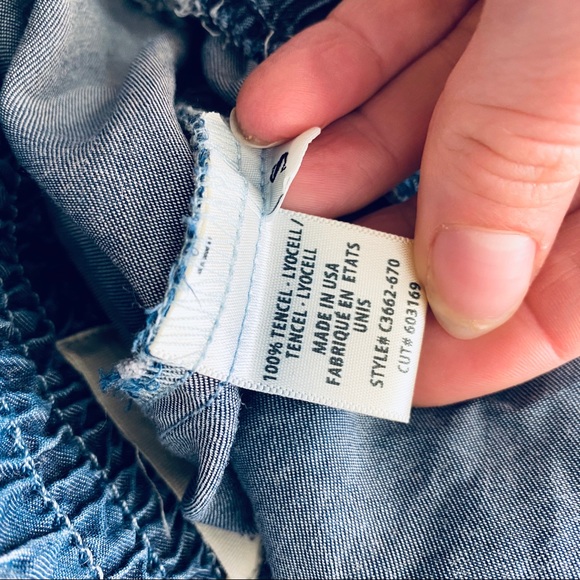 100% TENCEL - LYOCELL /
TENCEL - LYOCELL
MADE IN USA
FABRIQUÉ EN ETATS
UNIS
STYLE# C3662-670
CUT# 603169